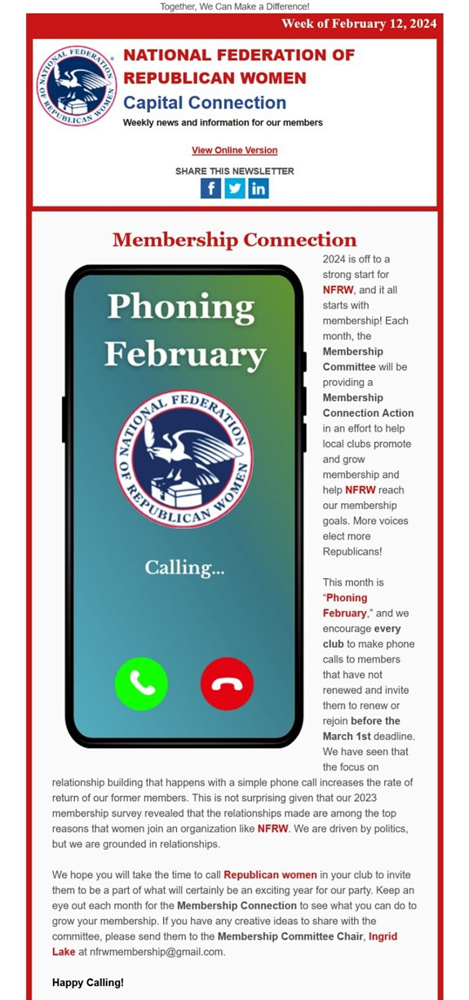 Together, We Can Make a Difference!
Week of February 12, 2024
NATIONAL FEDERATION OF REPUBLICAN WOMEN
®
NATIONAL FEDERATION OF
REPUBLICAN WOMEN
Capital Connection
Weekly news and information for our members
View Online Version
SHARE THIS NEWSLETTER
f
in
Membership Connection
Phoning
February
NATIONAL FEDERATION OF REPUBLICAN WOMEN
Calling...
2024 is off to a
strong start for
NFRW, and it all
starts with
membership! Each
month, the
Membership
Committee will be
providing a
Membership
Connection Action
in an effort to help
local clubs promote
and grow
membership and
help NFRW reach
our membership
goals. More voices
elect more
Republicans!
This month is
“Phoning
February,” and we
encourage every
club to make phone
calls to members
that have not
renewed and invite
them to renew or
rejoin before the
March 1st deadline.
We have seen that
the focus on
relationship building that happens with a simple phone call increases the rate of
return of our former members. This is not surprising given that our 2023
membership survey revealed that the relationships made are among the top
reasons that women join an organization like NFRW. We are driven by politics,
but we are grounded in relationships.
We hope you will take the time to call Republican women in your club to invite
them to be a part of what will certainly be an exciting year for our party. Keep an
eye out each month for the Membership Connection to see what you can do to
grow your membership. If you have any creative ideas to share with the
committee, please send them to the Membership Committee Chair, Ingrid
Lake at nfrwmembership@gmail.com.
Happy Calling!